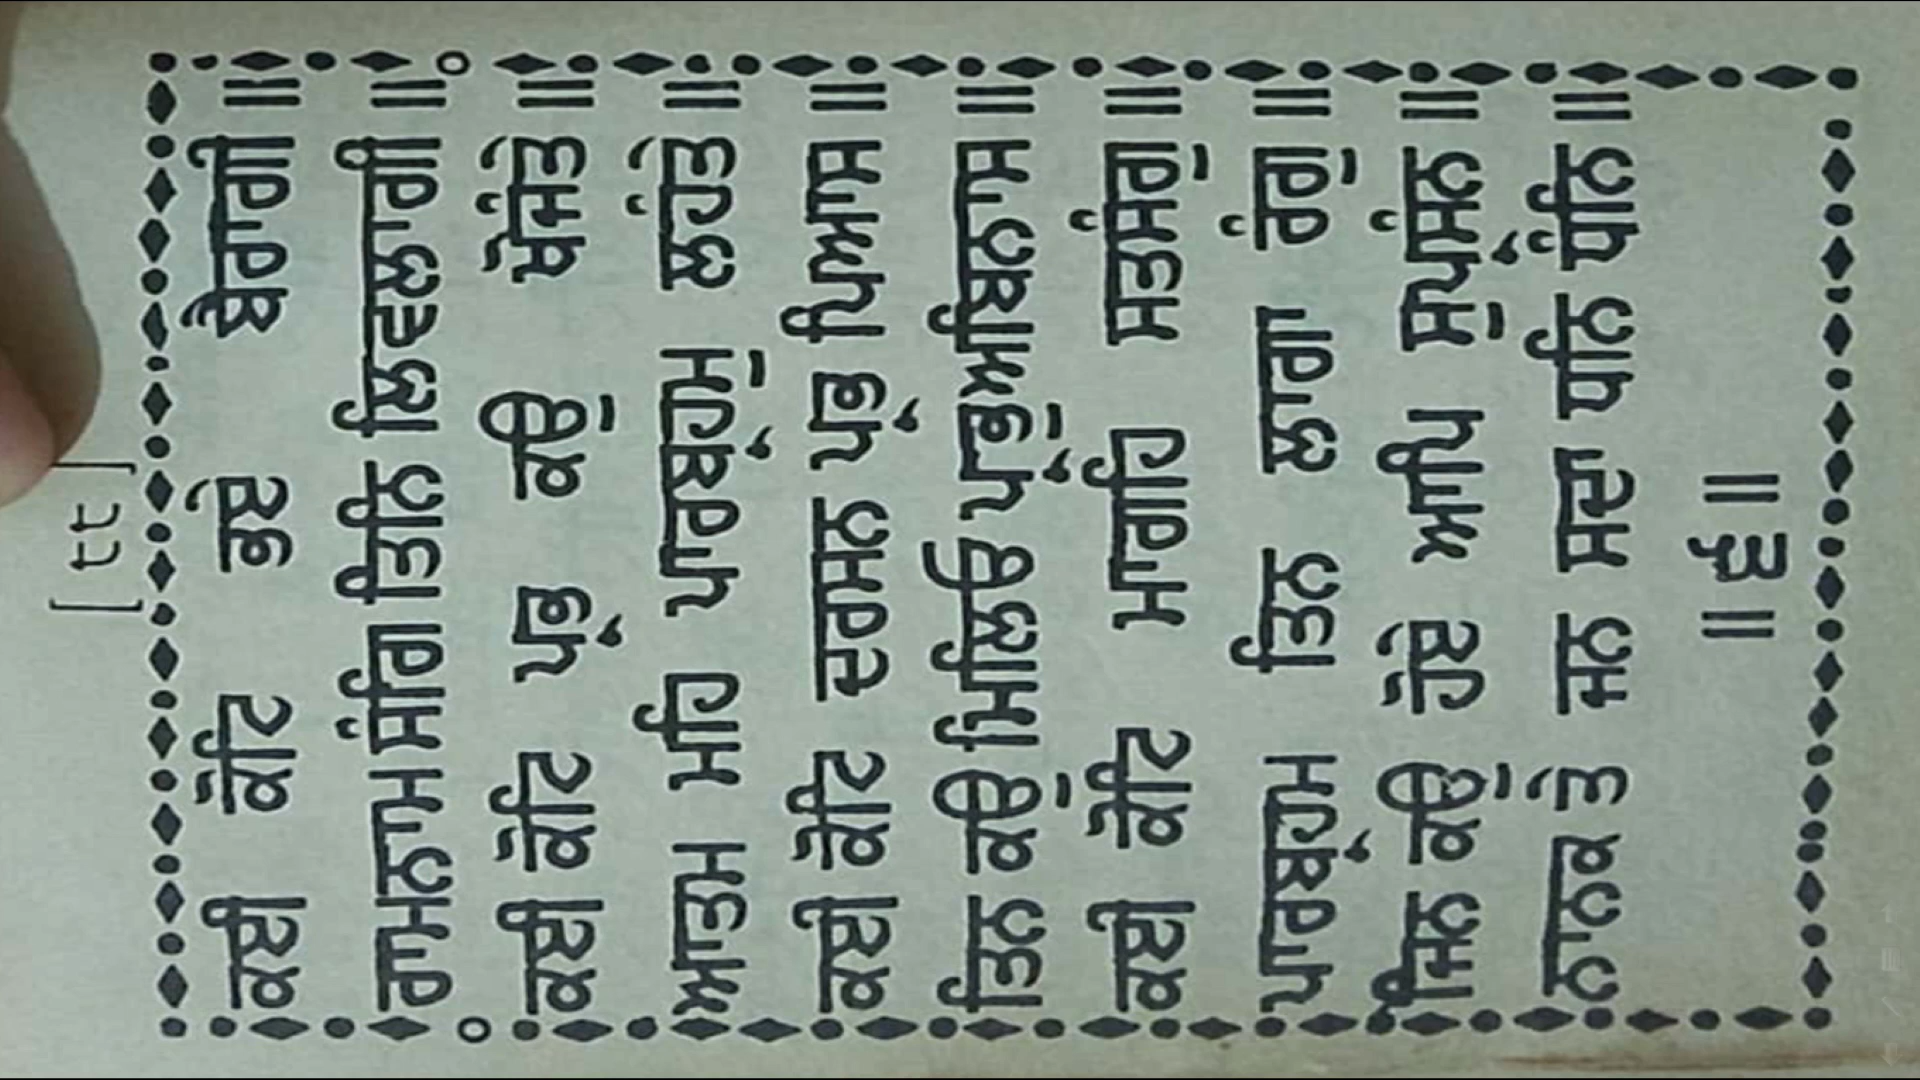 [ ੮੮ ]
ਕਈ ਕੋਟਿ ਭਏ ਬੈਰਾਗੀ ॥
ਰਾਮਨਾਮ ਸੰਗਿ ਤਿਨਿ ਲਿਵਲਾਗੀ ॥
ਕਈ ਕੋਟਿ ਪ੍ਰਭ ਕਉ ਖੋਜੰਤੇ ॥
ਆਤਮ ਮਹਿ ਪਾਰਬ੍ਰਹਮੁ ਲਹੰਤੇ ॥
ਕਈ ਕੋਟਿ ਦਰਸਨ ਪ੍ਰਭ ਪਿਆਸ ॥
ਤਿਨ ਕਉ ਮਿਲਿਓ ਪ੍ਰਭੁਅਬਿਨਾਸ ॥
ਕਈ ਕੋਟਿ ਮਾਗਹਿ ਸਤਸੰਗੁ ॥
ਪਾਰਬ੍ਰਹਮ ਤਿਨ ਲਾਗਾ ਰੰਗੁ ॥
ਜਿਨ ਕਉ ਹੋਏ ਆਪਿ ਸੁਪ੍ਰਸੰਨ ॥
ਨਾਨਕ ਤੇ ਜਨ ਸਦਾ ਧਨਿ ਧੰਨਿ ॥
॥੬॥